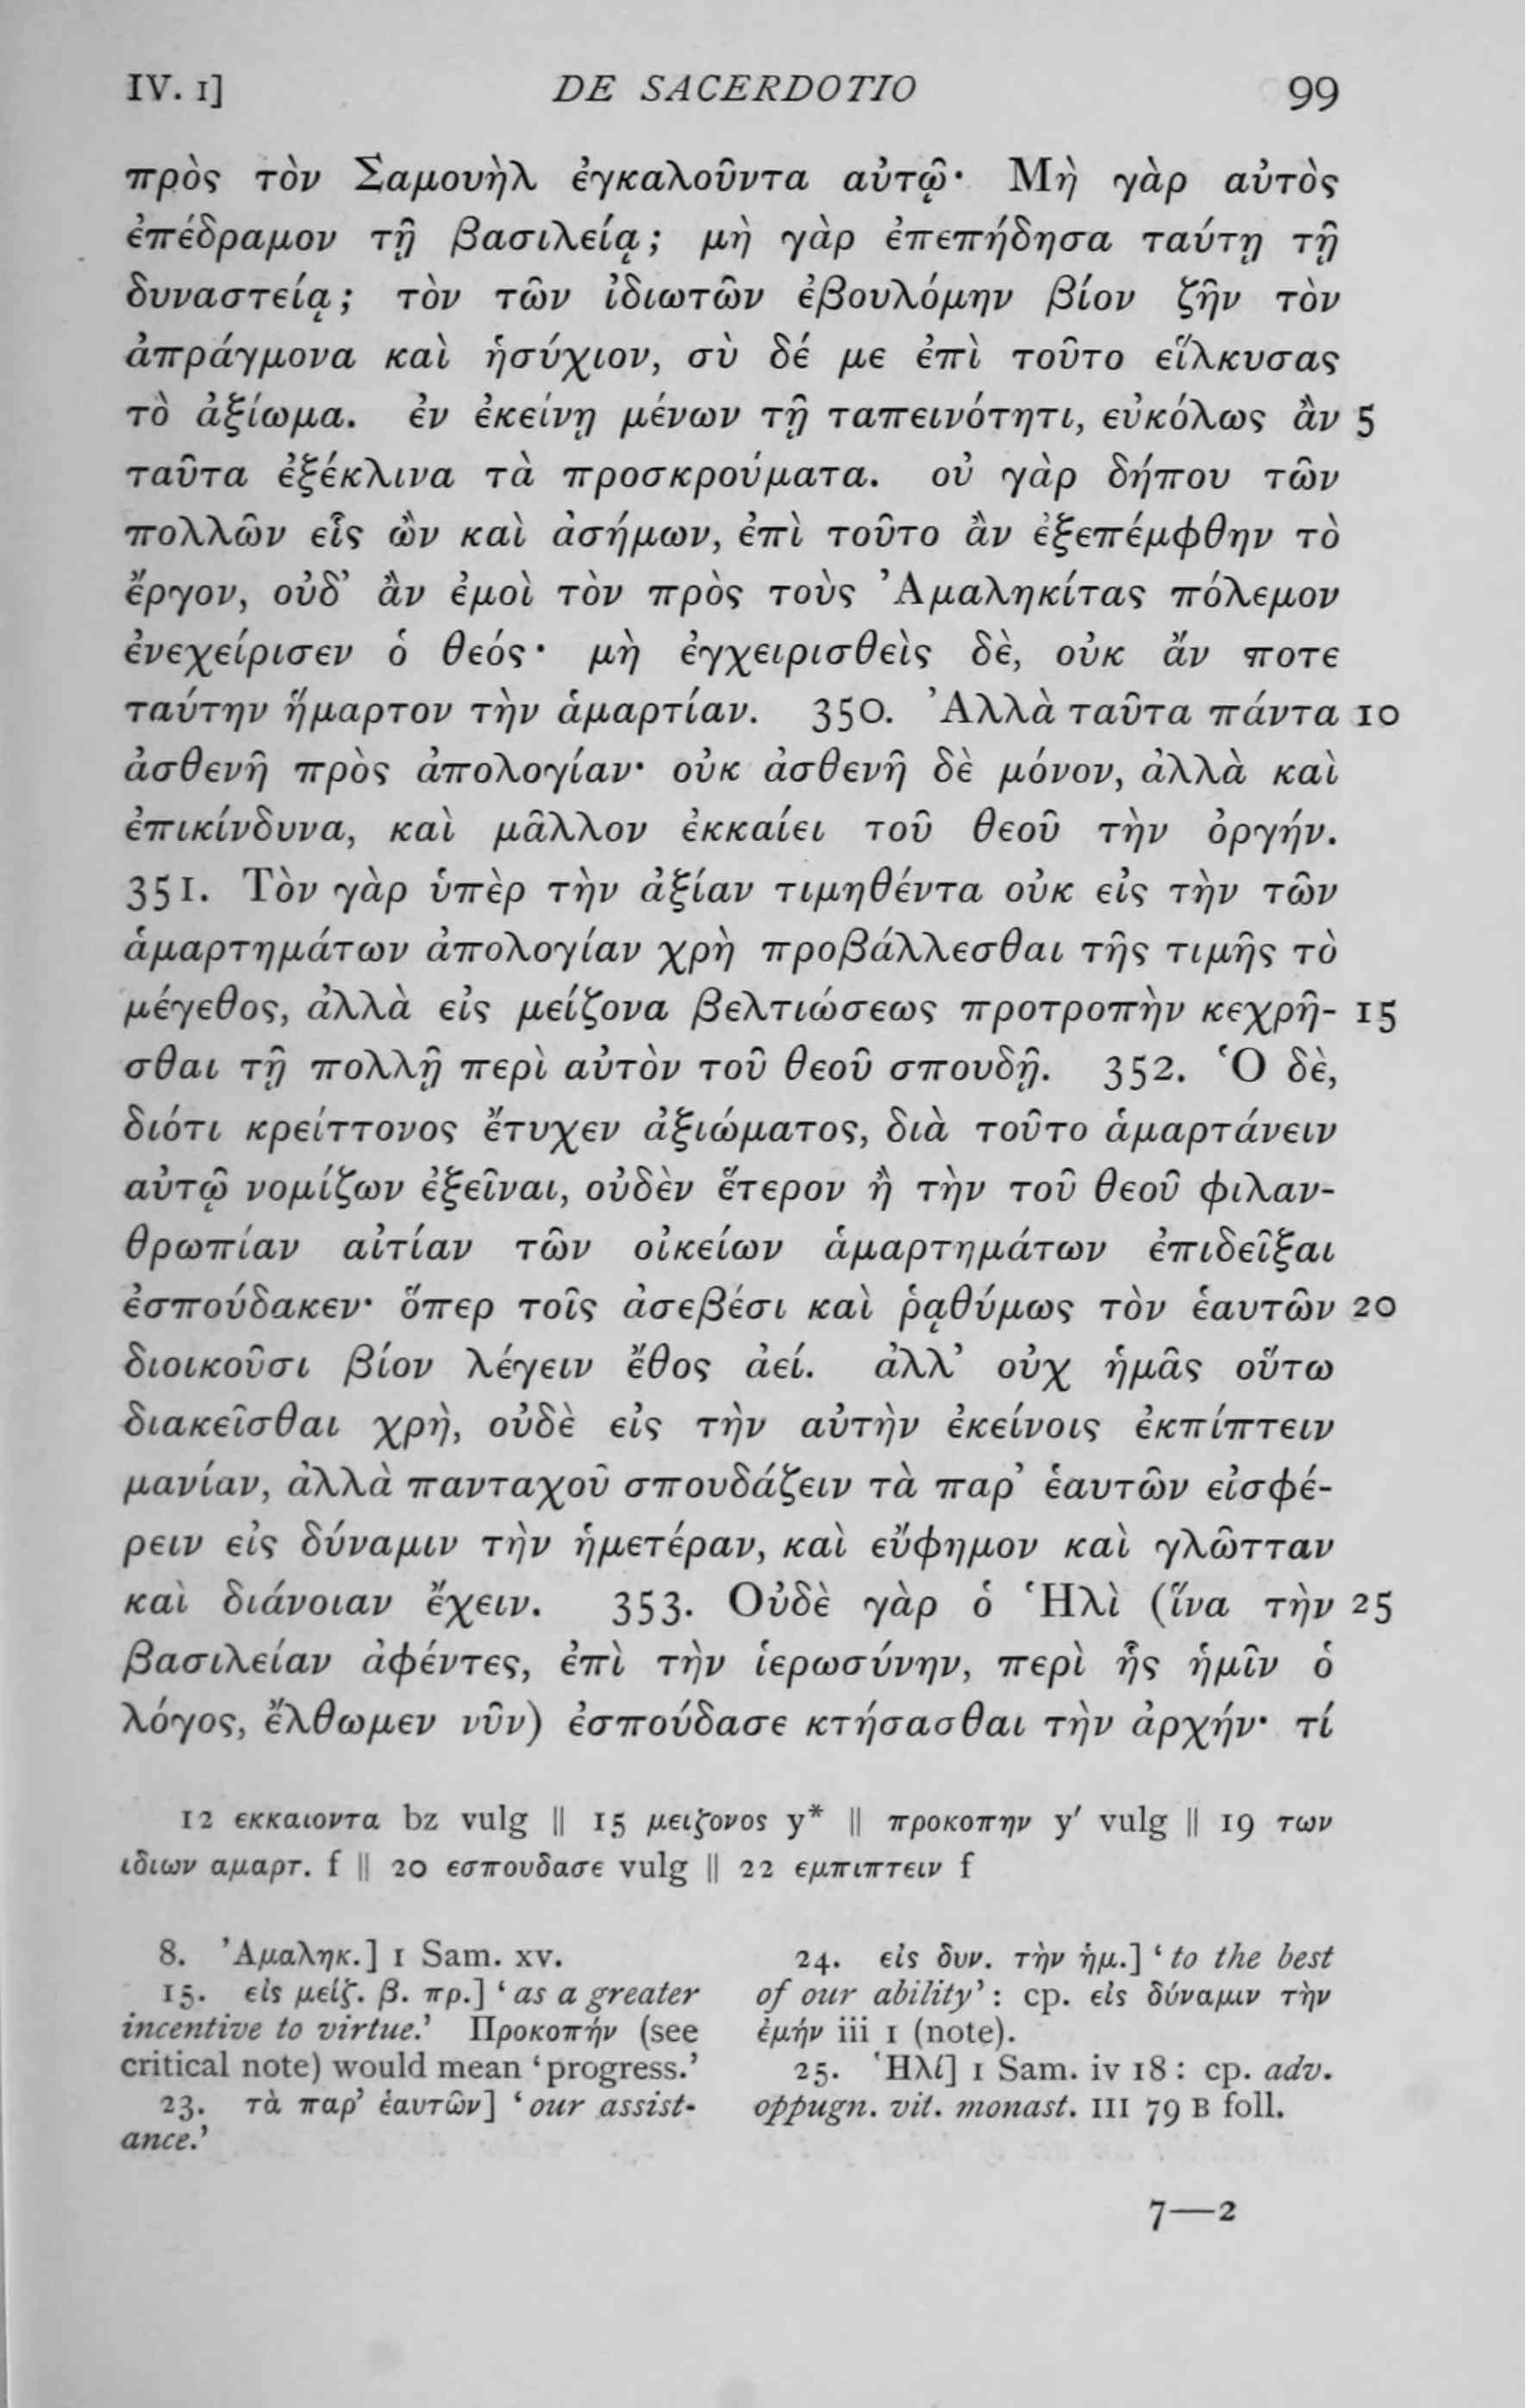 IV. 1] DE SACERDOTIO 99
πρὸς τὸν Σαμουὴλ ἐγκαλοῦντα αὐτῷ· Μὴ γὰρ αὐτὸς
ἐπέδραμον τῇ βασιλείᾳ; μὴ γὰρ ἐπεπήδησα ταύτῃ τῇ
δυναστείᾳ; τὸν τῶν ἰδιωτῶν ἐβουλόμην βίον ζῆν τὸν
ἀπράγμονα καὶ ἡσύχιον, σὺ δέ με ἐπὶ τοῦτο εἵλκυσας
τὸ ἀξίωμα. ἐν ἐκείνῃ μένων τῇ ταπεινότητι, εὐκόλως ἂν 5
ταῦτα ἐξέκλινα τὰ προσκρούματα. οὐ γὰρ δήπου τῶν
πολλῶν εἷς ὢν καὶ ἀσήμων, ἐπὶ τοῦτο ἂν ἐξεπέμφθην τὸ
ἔργον, οὐδ’ ἂν ἐμοὶ τὸν πρὸς τοὺς Ἀμαληκίτας πόλεμον
ἐνεχείρισεν ὁ θεός· μὴ ἐγχειρισθεὶς δὲ, οὐκ ἄν ποτε
ταύτην ἥμαρτον τὴν ἁμαρτίαν. 350. Ἀλλὰ ταῦτα πάντα 10
ἀσθενῆ πρὸς ἀπολογίαν· οὐκ ἀσθενῆ δὲ μόνον, ἀλλὰ καὶ
ἐπικίνδυνα, καὶ μᾶλλον ἐκκαίει τοῦ θεοῦ τὴν ὀργήν.
351. Τὸν γὰρ ὑπὲρ τὴν ἀξίαν τιμηθέντα οὐκ εἰς τὴν τῶν
ἁμαρτημάτων ἀπολογίαν χρὴ προβάλλεσθαι τῆς τιμῆς τὸ
μέγεθος, ἀλλὰ εἰς μείζονα βελτιώσεως προτροπὴν κεχρῆ- 15
σθαι τῇ πολλῇ περὶ αὐτὸν τοῦ θεοῦ σπουδῇ. 352. Ὁ δὲ,
διότι κρείττονος ἔτυχεν ἀξιώματος, διὰ τοῦτο ἁμαρτάνειν
αὐτῷ νομίζων ἐξεῖναι, οὐδὲν ἕτερον ἢ τὴν τοῦ θεοῦ φιλαν-
θρωπίαν αἰτίαν τῶν οἰκείων ἁμαρτημάτων ἐπιδεῖξαι
ἐσπούδακεν· ὅπερ τοῖς ἀσεβέσι καὶ ῥᾳθύμως τὸν ἑαυτῶν 20
διοικοῦσι βίον λέγειν ἔθος ἀεί. ἀλλ’ οὐχ ἡμᾶς οὕτω
διακεῖσθαι χρὴ, οὐδὲ εἰς τὴν αὐτὴν ἐκείνοις ἐκπίπτειν
μανίαν, ἀλλὰ πανταχοῦ σπουδάζειν τὰ παρ’ ἑαυτῶν εἰσφέ-
ρειν εἰς δύναμιν τὴν ἡμετέραν, καὶ εὔφημον καὶ γλῶτταν
καὶ διάνοιαν ἔχειν. 353. Οὐδὲ γὰρ ὁ Ἡλὶ (ἵνα τὴν 25
βασιλείαν ἀφέντες, ἐπὶ τὴν ἱερωσύνην, περὶ ἧς ἡμῖν ὁ
λόγος, ἔλθωμεν νῦν) ἐσπούδασε κτήσασθαι τὴν ἀρχήν· τί
12 εκκαιοντα bz vulg || 15 μειζονος y* || προκοπην y′ vulg || 19 των
ιδιων αμαρτ. f || 20 εσπουδασε vulg || 22 εμπιπτειν f
8. Ἀμαληκ.] 1 Sam. xv.
15. εἰς μείζ. β. πρ.] ‘as a greater
incentive to virtue.’ Προκοπήν (see
critical note) would mean ‘progress.’
23. τὰ παρ’ ἑαυτῶν] ‘our assist-
ance.’
24. εἰς δυν. τὴν ἡμ.] ‘to the best
of our ability’: cp. εἰς δύναμιν τὴν
ἐμήν iii 1 (note).
25. Ἡλί] 1 Sam. iv 18: cp. adv.
oppugn. vit. monast. III 79 B foll.
7—2